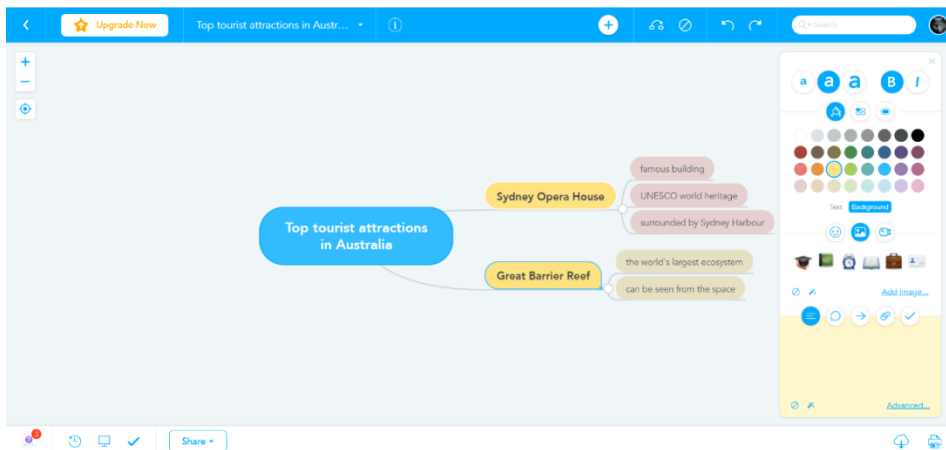 Upgrade Now
Top tourist attractions in Austr...
Search
a a a B I
famous building
Sydney Opera House
UNESCO world heritage
surrounded by Sydney Harbour
Top tourist attractions
in Australia
the world's largest ecosystem
Great Barrier Reef
can be seen from the space
Text Background
Add image...
Advanced...
3
Share